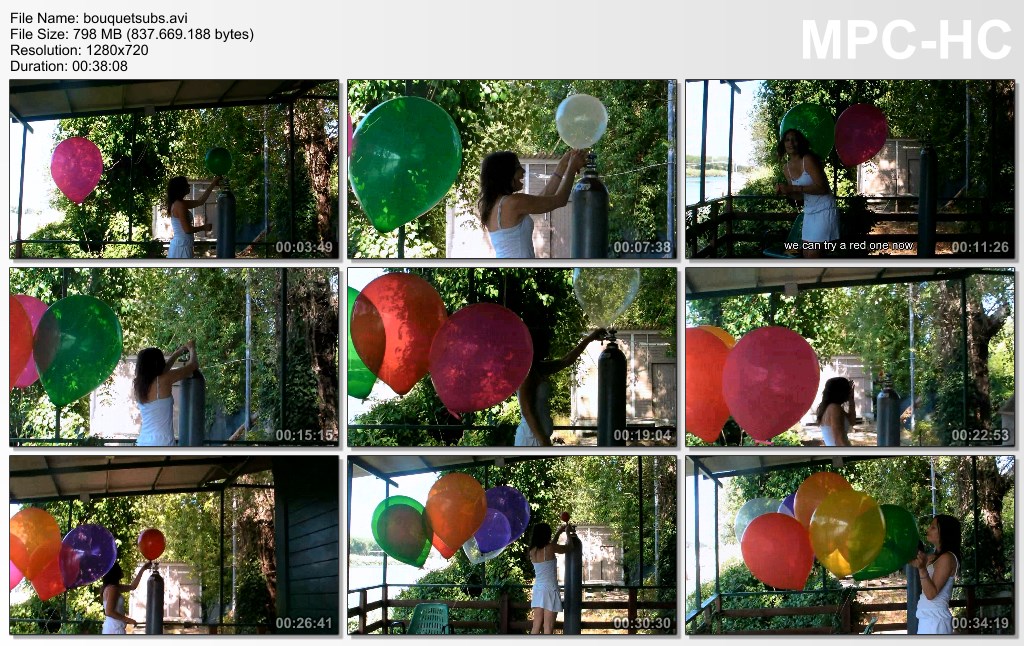 File Name: bouquetsubs.avi
File Size: 798 MB (837.669.188 bytes)
Resolution: 1280x720
Duration: 00:38:08
MPC-HC
00:03:49
00:07:38
we can try a red one now
00:11:26
00:15:15
00:19:04
00:22:53
00:26:41
00:30:30
00:34:19